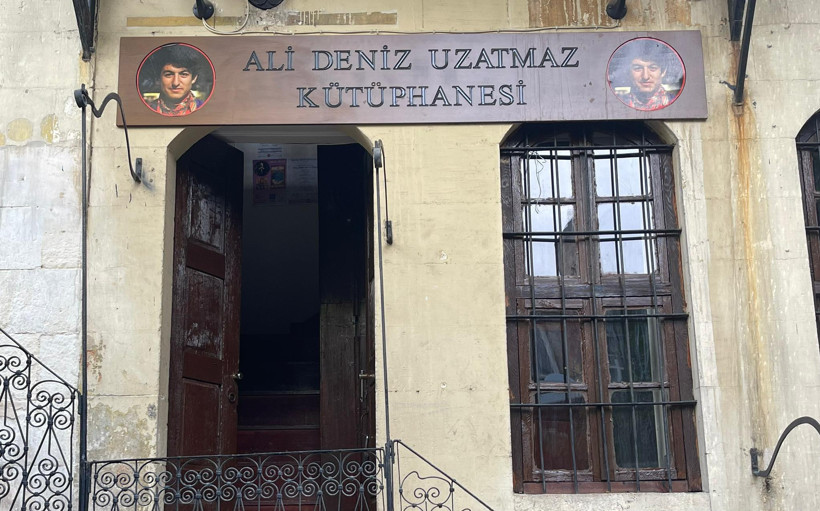 ALİ DENİZ UZATMAZ
KÜTÜPHANESİ